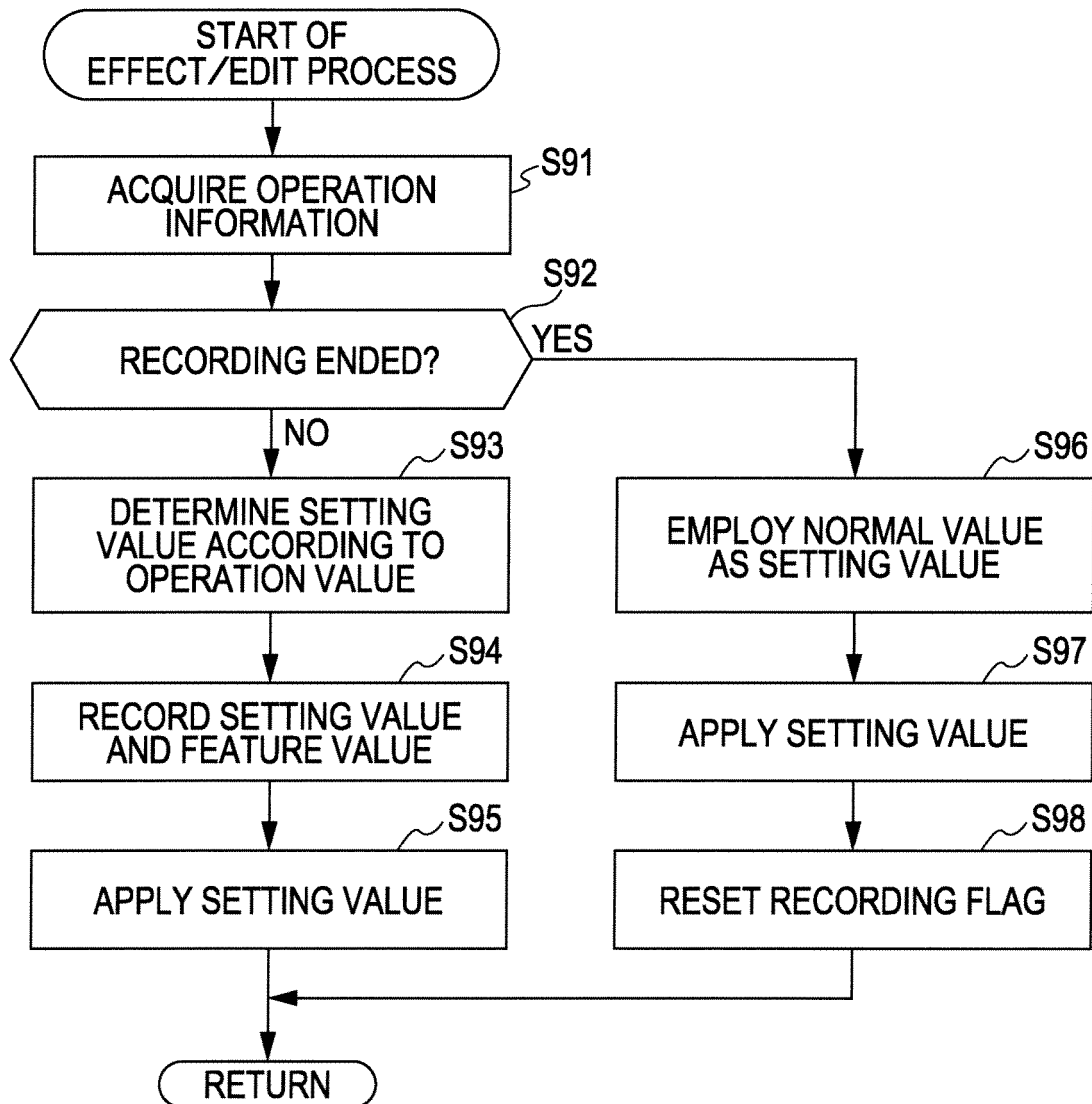 START OF
EFFECT/EDIT PROCESS
S91
ACQUIRE OPERATION
INFORMATION
S92
RECORDING ENDED?
YES
NO
S93
DETERMINE SETTING
VALUE ACCORDING TO
OPERATION VALUE
S94
RECORD SETTING VALUE
AND FEATURE VALUE
S95
APPLY SETTING VALUE
S96
EMPLOY NORMAL VALUE
AS SETTING VALUE
S97
APPLY SETTING VALUE
S98
RESET RECORDING FLAG
RETURN